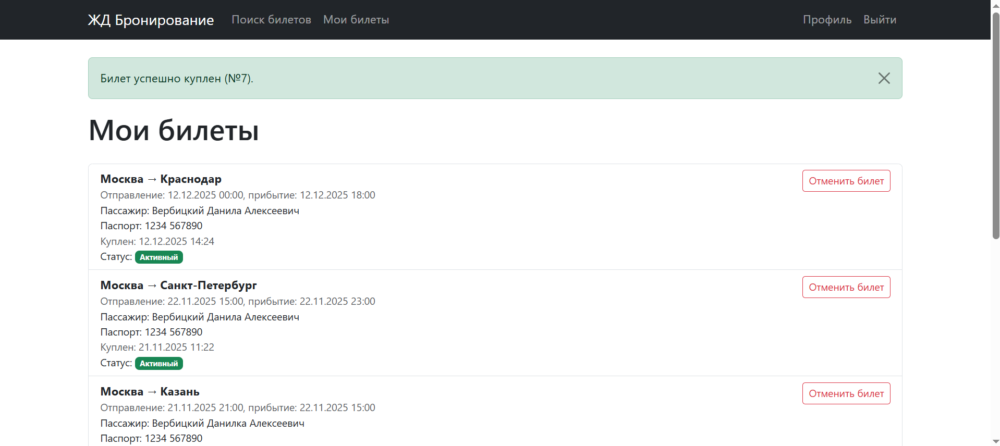 ЖД Бронирование Поиск билетов Мои билеты Профиль Выйти
Билет успешно куплен (№7).
Мои билеты
Москва → Краснодар
Отменить билет
Отправление: 12.12.2025 00:00, прибытие: 12.12.2025 18:00
Пассажир: Вербицкий Данила Алексеевич
Паспорт: 1234 567890
Куплен: 12.12.2025 14:24
Статус: Активный
Москва → Санкт-Петербург
Отменить билет
Отправление: 22.11.2025 15:00, прибытие: 22.11.2025 23:00
Пассажир: Вербицкий Данила Алексеевич
Паспорт: 1234 567890
Куплен: 21.11.2025 11:22
Статус: Активный
Москва → Казань
Отменить билет
Отправление: 21.11.2025 21:00, прибытие: 22.11.2025 15:00
Пассажир: Вербицкий Данилка Алексеевич
Паспорт: 1234 567890